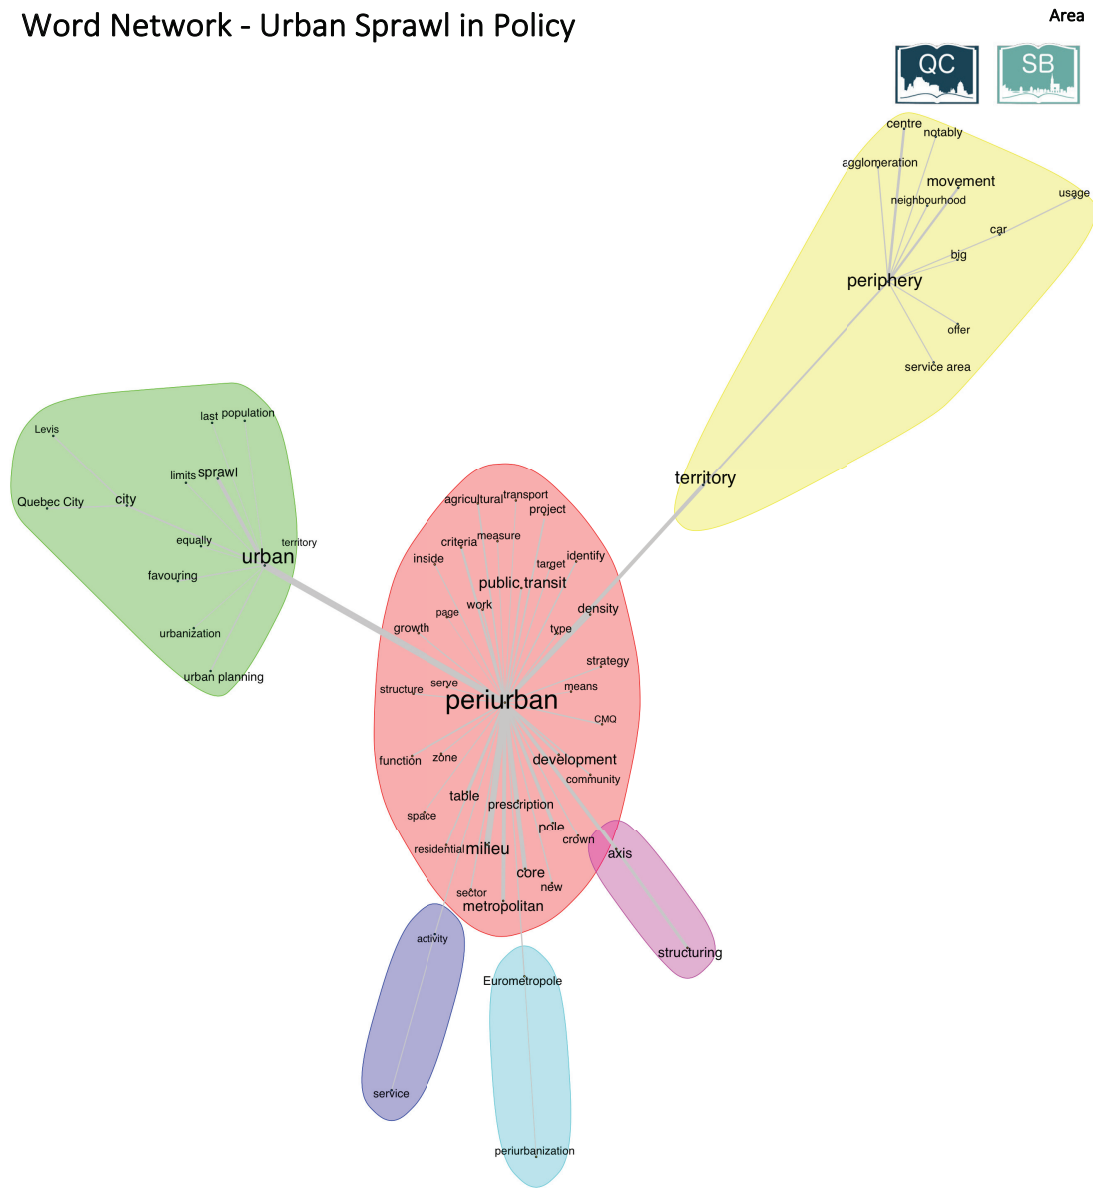 Word Network - Urban Sprawl in Policy
Area
QC
SB
centre
notably
agglomeration
movement
usage
neighbourhood
car
big
periphery
offer
service area
territory
last
population
Levis
limits
sprawl
Quebec City
city
equally
territory
urban
favouring
urbanization
urban planning
agricultural
transport
project
criteria
measure
inside
target
identify
public transit
page
work
density
growth
type
strategy
structure
serve
means
periurban
CMQ
function
zone
development
community
table
prescription
space
pole
crown
residential
milieu
axis
core
sector
new
metropolitan
activity
structuring
Eurometropole
service
periurbanization